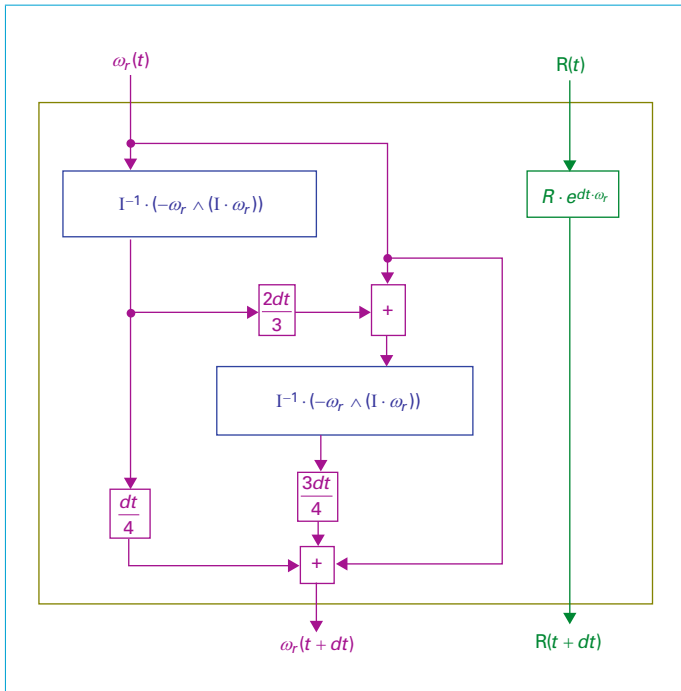 ωr(t)
R(t)
I⁻¹ · (−ωr ∧ (I · ωr))
R · e^{dt·ωr}
2dt
3
+
I⁻¹ · (−ωr ∧ (I · ωr))
dt
4
3dt
4
+
ωr(t + dt)
R(t + dt)